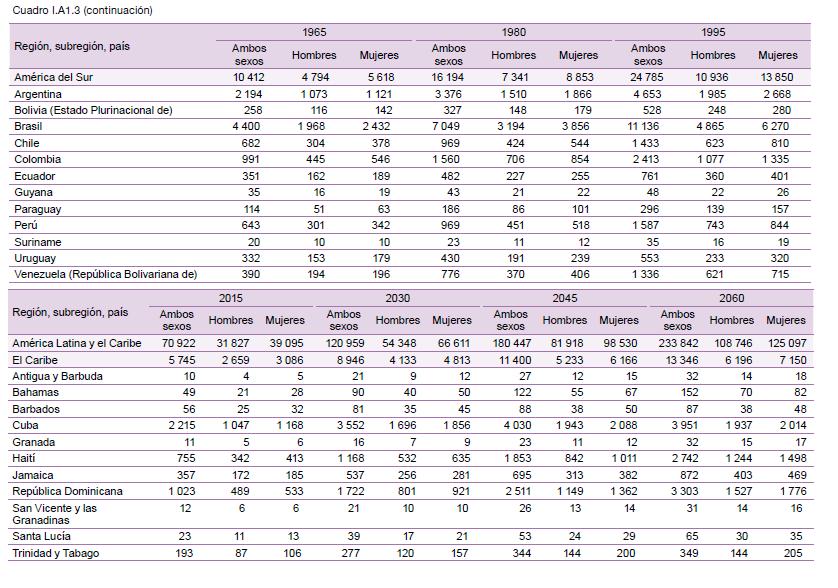 Cuadro I.A1.3 (continuación)
Región, subregión, país 1965 1980 1995
Ambos sexos Hombres Mujeres Ambos sexos Hombres Mujeres Ambos sexos Hombres Mujeres
América del Sur 10 412 4 794 5 618 16 194 7 341 8 853 24 785 10 936 13 850
Argentina 2 194 1 073 1 121 3 376 1 510 1 866 4 653 1 985 2 668
Bolivia (Estado Plurinacional de) 258 116 142 327 148 179 528 248 280
Brasil 4 400 1 968 2 432 7 049 3 194 3 856 11 136 4 865 6 270
Chile 682 304 378 969 424 544 1 433 623 810
Colombia 991 445 546 1 560 706 854 2 413 1 077 1 335
Ecuador 351 162 189 482 227 255 761 360 401
Guyana 35 16 19 43 21 22 48 22 26
Paraguay 114 51 63 186 86 101 296 139 157
Perú 643 301 342 969 451 518 1 587 743 844
Suriname 20 10 10 23 11 12 35 16 19
Uruguay 332 153 179 430 191 239 553 233 320
Venezuela (República Bolivariana de) 390 194 196 776 370 406 1 336 621 715
Región, subregión, país 2015 2030 2045 2060
Ambos sexos Hombres Mujeres Ambos sexos Hombres Mujeres Ambos sexos Hombres Mujeres Ambos sexos Hombres Mujeres
América Latina y el Caribe 70 922 31 827 39 095 120 959 54 348 66 611 180 447 81 918 98 530 233 842 108 746 125 097
El Caribe 5 745 2 659 3 086 8 946 4 133 4 813 11 400 5 233 6 166 13 346 6 196 7 150
Antigua y Barbuda 10 4 5 21 9 12 27 12 15 32 14 18
Bahamas 49 21 28 90 40 50 122 55 67 152 70 82
Barbados 56 25 32 81 35 45 88 38 50 87 38 48
Cuba 2 215 1 047 1 168 3 552 1 696 1 856 4 030 1 943 2 088 3 951 1 937 2 014
Granada 11 5 6 16 7 9 23 11 12 32 15 17
Haití 755 342 413 1 168 532 635 1 853 842 1 011 2 742 1 244 1 498
Jamaica 357 172 185 537 256 281 695 313 382 872 403 469
República Dominicana 1 023 489 533 1 722 801 921 2 511 1 149 1 362 3 303 1 527 1 776
San Vicente y las 12 6 6 21 10 10 26 13 14 31 14 16
Granadinas
Santa Lucía 23 11 13 39 17 21 53 24 29 65 30 35
Trinidad y Tabago 193 87 106 277 120 157 344 144 200 349 144 205